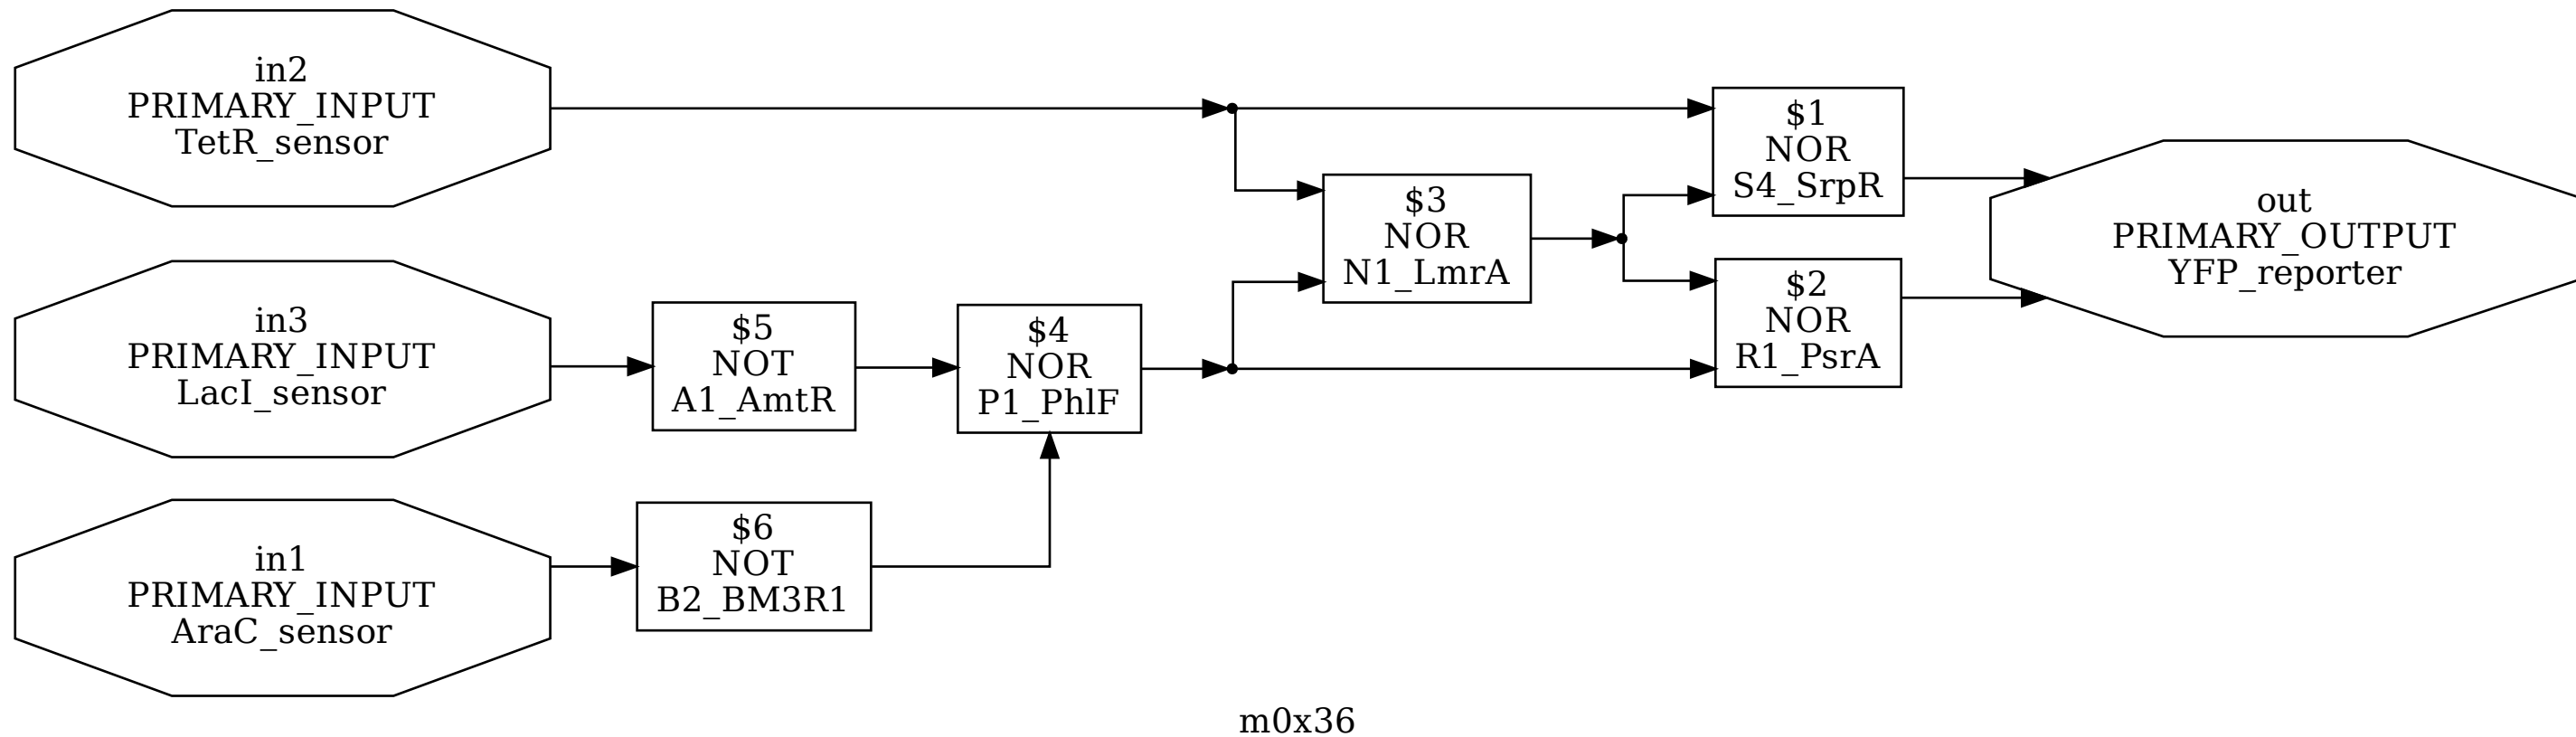 in2
PRIMARY_INPUT
TetR_sensor
in3
PRIMARY_INPUT
LacI_sensor
in1
PRIMARY_INPUT
AraC_sensor
$5
NOT
A1_AmtR
$6
NOT
B2_BM3R1
$4
NOR
P1_PhlF
$3
NOR
N1_LmrA
$1
NOR
S4_SrpR
$2
NOR
R1_PsrA
out
PRIMARY_OUTPUT
YFP_reporter
m0x36